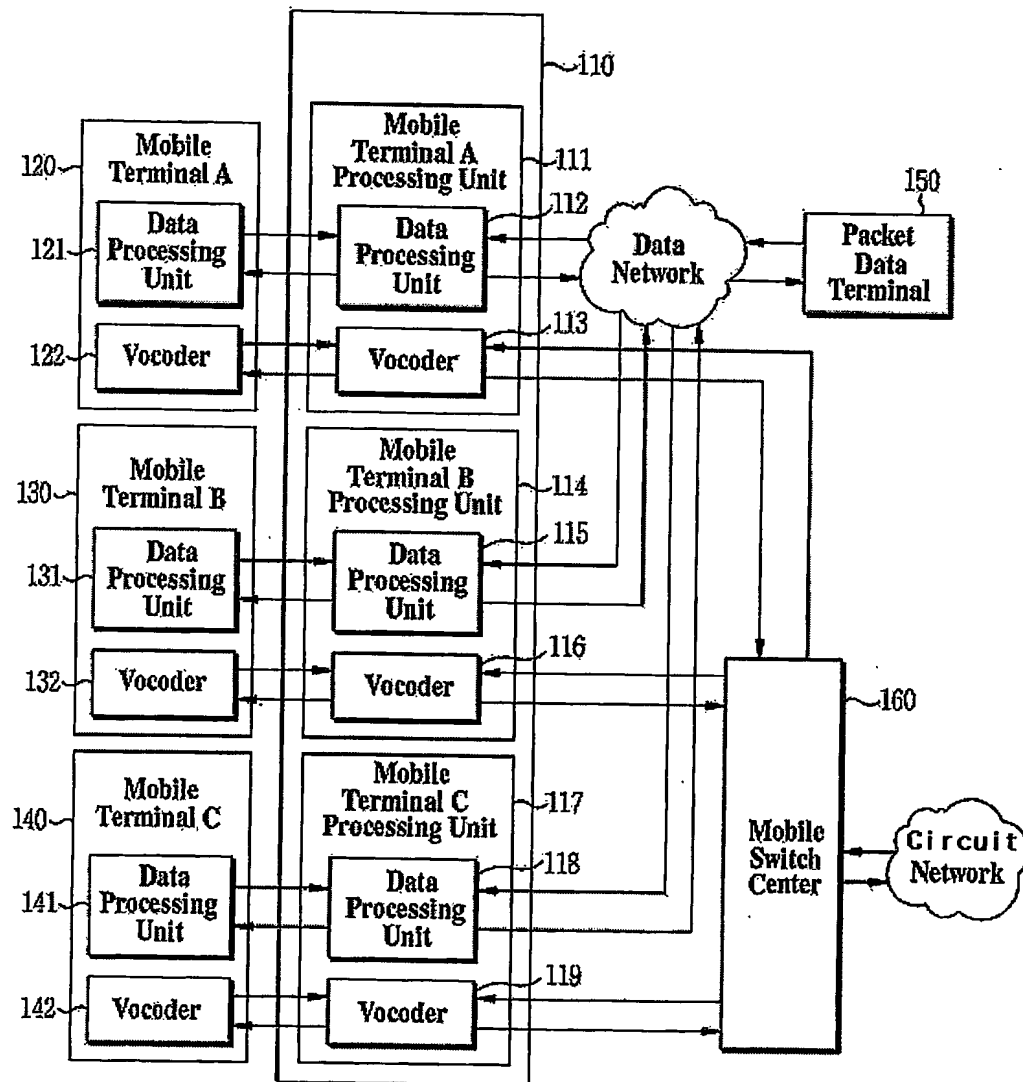 110
Mobile
Terminal A
Processing Unit
111
120
Mobile
Terminal A
112
150
121
Data
Processing
Unit
Data
Processing
Unit
Data
Network
Packet
Data
Terminal
113
122
Vocoder
Vocoder
Mobile
Terminal B
Processing Unit
114
130
Mobile
Terminal B
115
131
Data
Processing
Unit
Data
Processing
Unit
116
132
Vocoder
Vocoder
160
Mobile
Terminal C
Processing Unit
117
140
Mobile
Terminal C
118
141
Data
Processing
Unit
Data
Processing
Unit
Mobile
Switch
Center
Circuit
Network
119
142
Vocoder
Vocoder